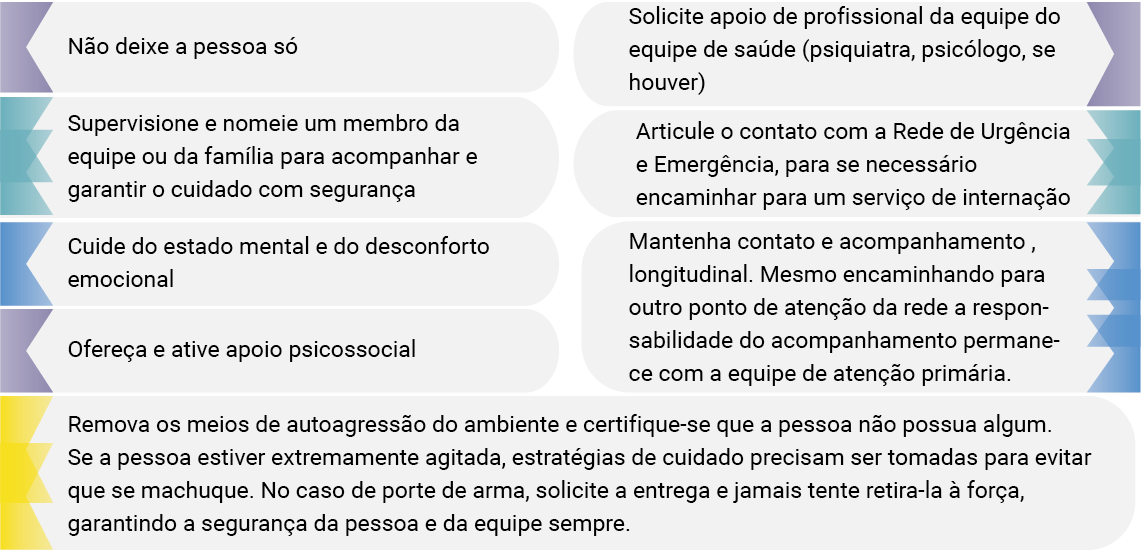 Não deixe a pessoa só
Supervisione e nomeie um membro da
equipe ou da família para acompanhar e
garantir o cuidado com segurança
Cuide do estado mental e do desconforto
emocional
Ofereça e ative apoio psicossocial
Solicite apoio de profissional da equipe do
equipe de saúde (psiquiatra, psicólogo, se
houver)
Articule o contato com a Rede de Urgência
e Emergência, para se necessário
encaminhar para um serviço de internação
Mantenha contato e acompanhamento ,
longitudinal. Mesmo encaminhando para
outro ponto de atenção da rede a respon-
sabilidade do acompanhamento permane-
ce com a equipe de atenção primária.
Remova os meios de autoagressão do ambiente e certifique-se que a pessoa não possua algum.
Se a pessoa estiver extremamente agitada, estratégias de cuidado precisam ser tomadas para evitar
que se machuque. No caso de porte de arma, solicite a entrega e jamais tente retira-la à força,
garantindo a segurança da pessoa e da equipe sempre.